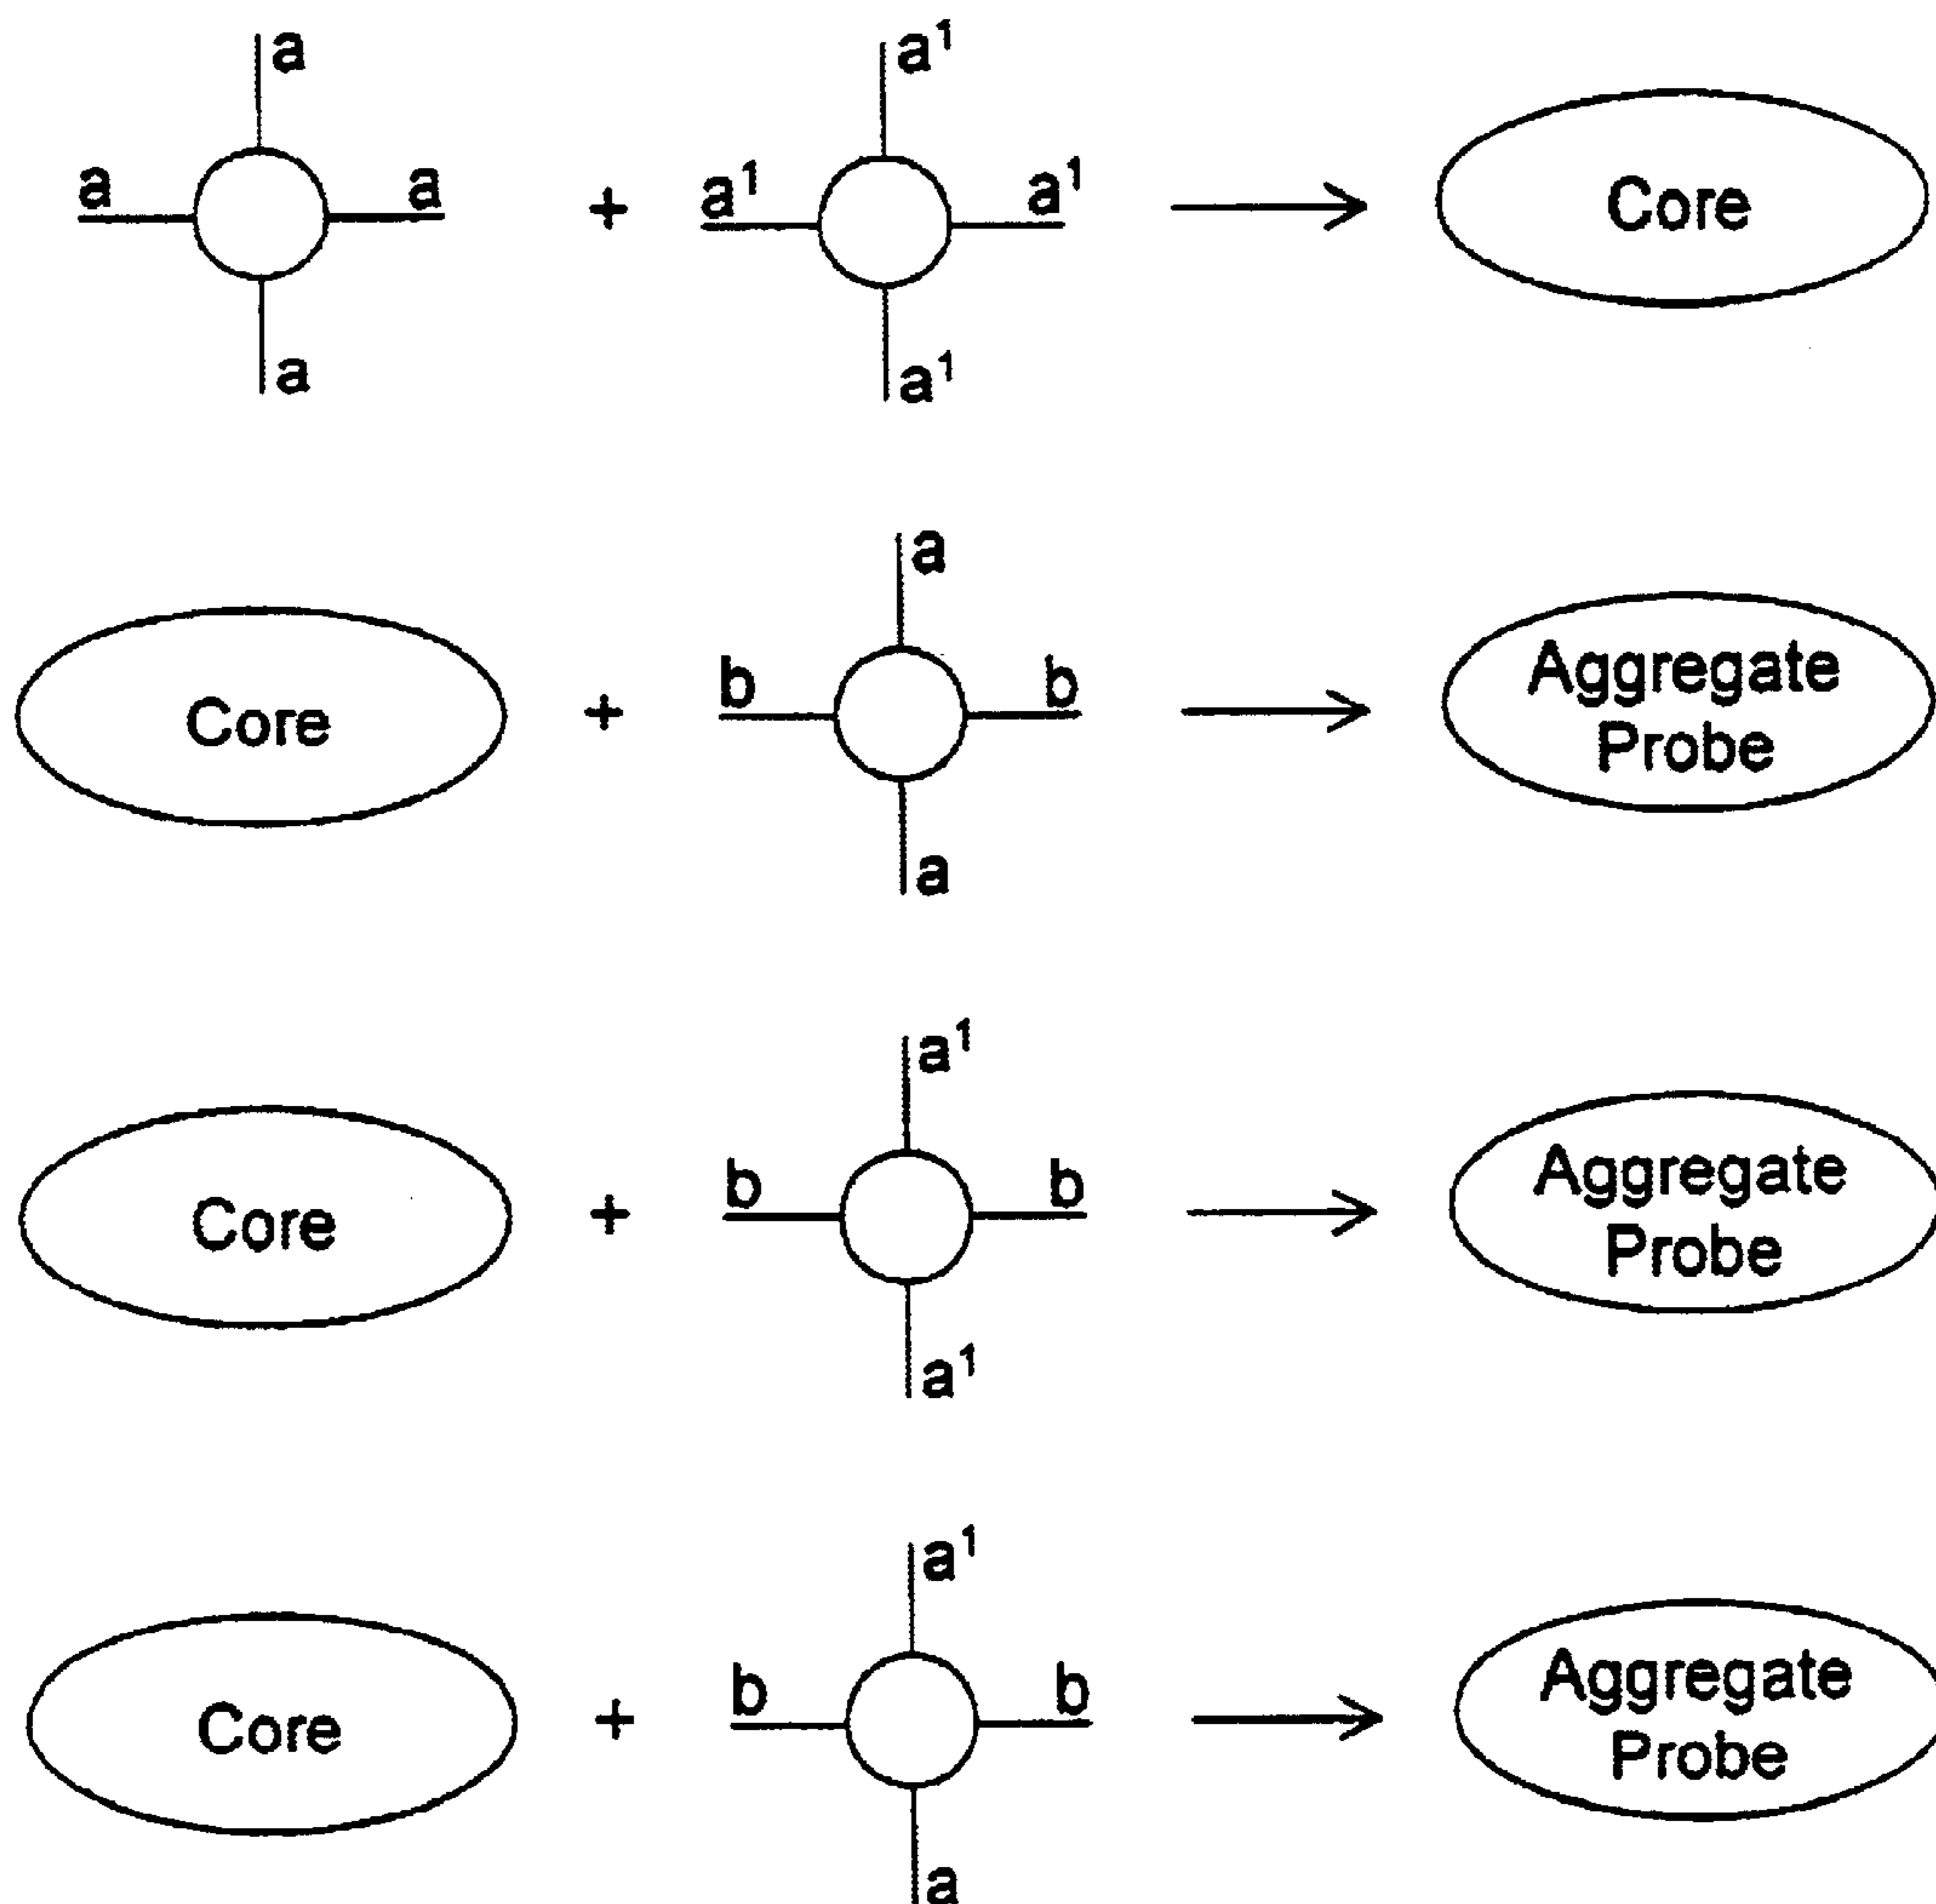 a
a a
a
+
a¹
a¹ a¹
a¹
Core
Core
+
a
b b
a
Aggregate
Probe
Core
+
a¹
b b
a¹
Aggregate
Probe
Core
+
a¹
b b
a
Aggregate
Probe